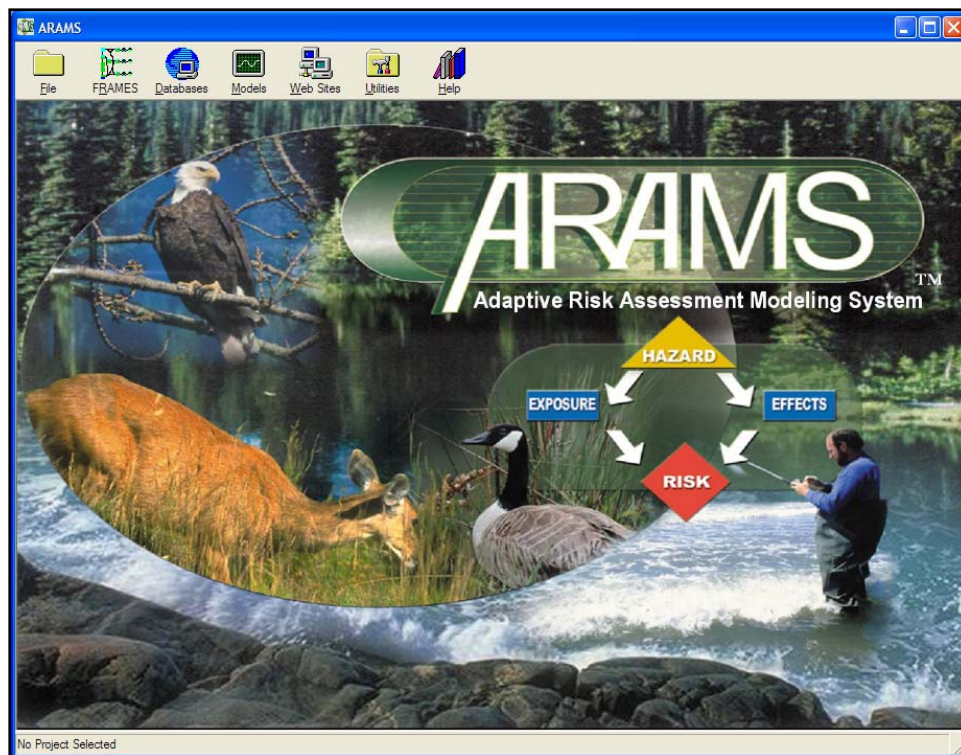 ARAMS
File FRAMES Databases Models Web Sites Utilities Help
ARAMS
TM
Adaptive Risk Assessment Modeling System
HAZARD
EXPOSURE EFFECTS
RISK
No Project Selected